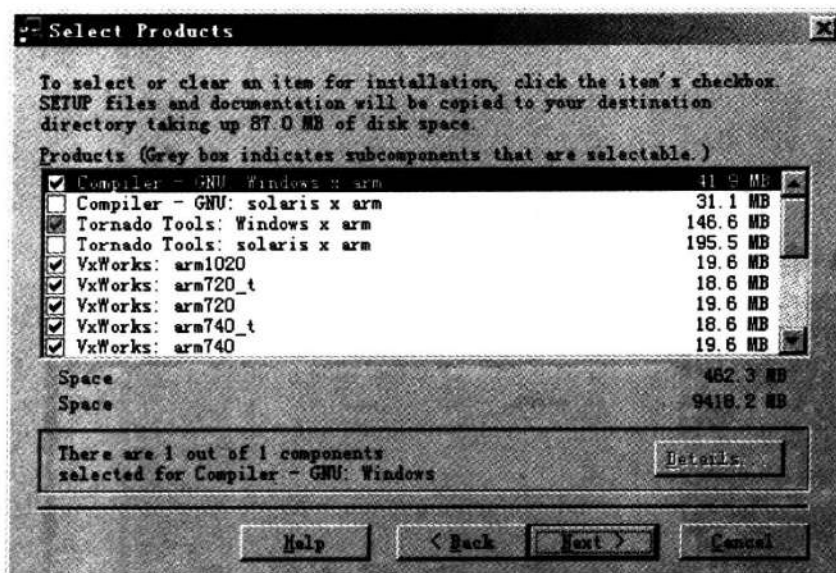 Select Products
To select or clear an item for installation, click the item's checkbox.
SETUP files and documentation will be copied to your destination
directory taking up 87.0 MB of disk space.
Products (Grey box indicates subcomponents that are selectable.)
Compiler - GNU: Windows x arm 41.9 MB
Compiler - GNU: solaris x arm 31.1 MB
Tornado Tools: Windows x arm 146.6 MB
Tornado Tools: solaris x arm 195.5 MB
VxWorks: arm1020 19.6 MB
VxWorks: arm720_t 18.6 MB
VxWorks: arm720 19.6 MB
VxWorks: arm740_t 18.6 MB
VxWorks: arm740 19.6 MB
Space 462.3 MB
Space 9418.2 MB
There are 1 out of 1 components
selected for Compiler - GNU: Windows
Details
Help
< Back
Next >
Cancel